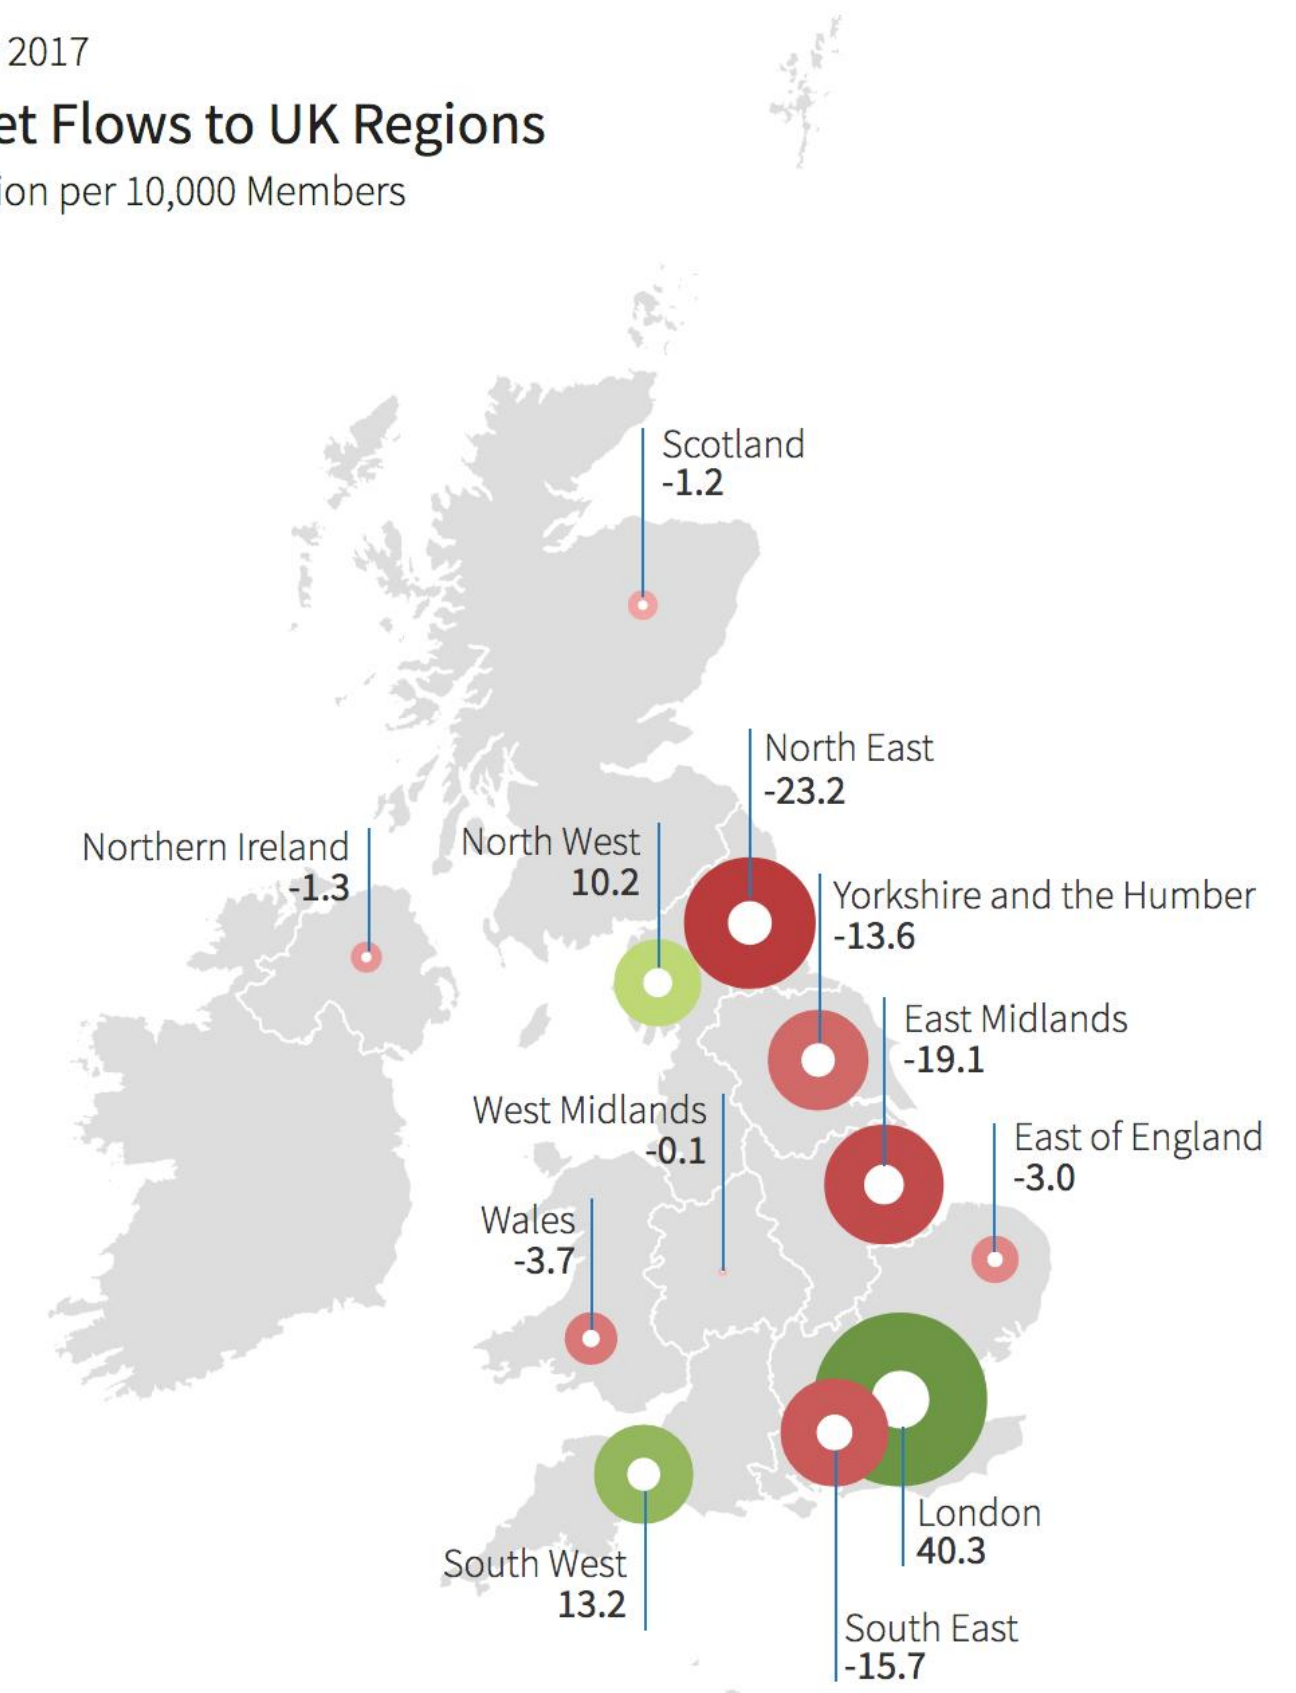 2017
et Flows to UK Regions
ion per 10,000 Members
Scotland
-1.2
North East
-23.2
Northern Ireland
-1.3
North West
10.2
Yorkshire and the Humber
-13.6
East Midlands
-19.1
West Midlands
-0.1
East of England
-3.0
Wales
-3.7
London
40.3
South West
13.2
South East
-15.7